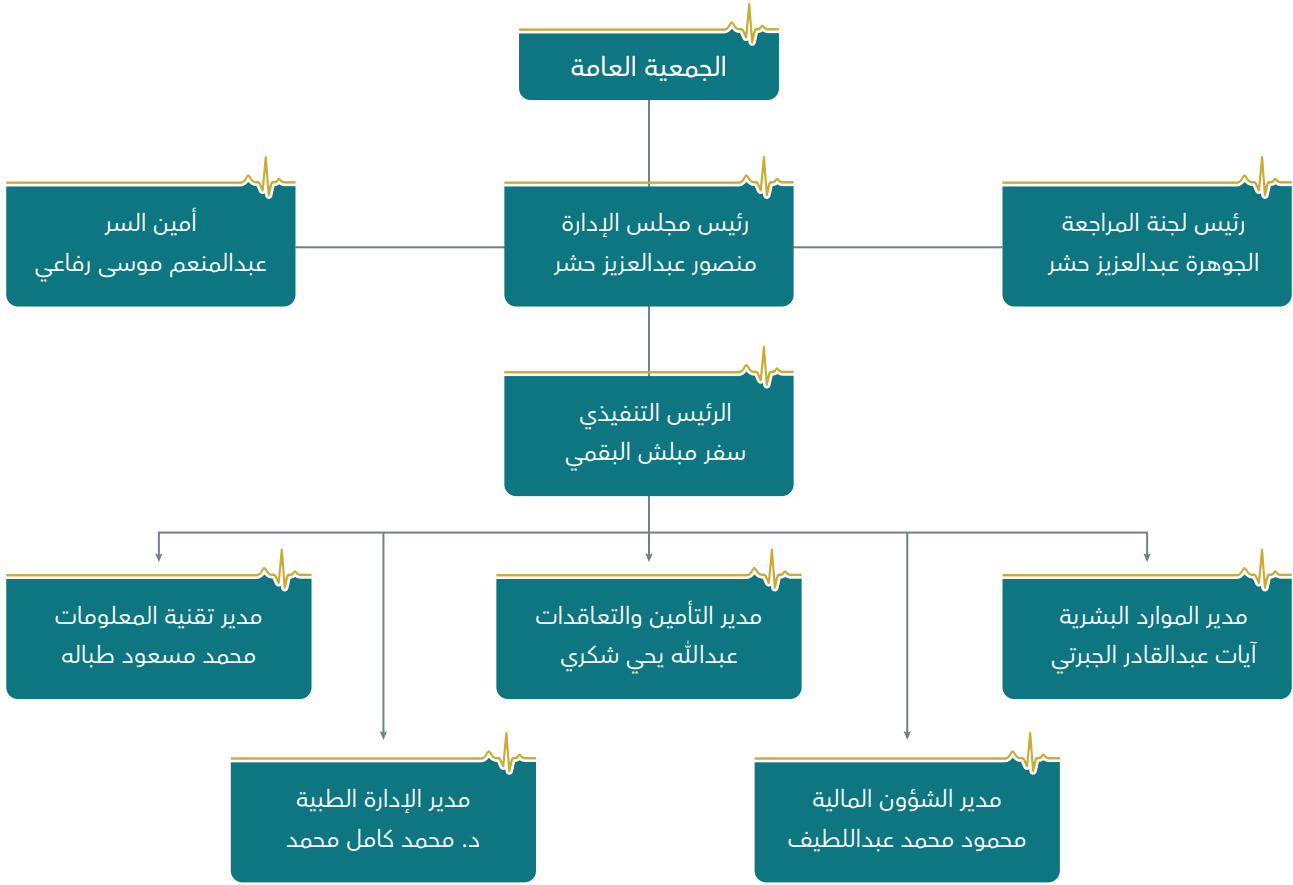 الجمعية العامة
رئيس لجنة المراجعة
الجوهرة عبدالعزيز حشر
رئيس مجلس الإدارة
منصور عبدالعزيز حشر
أمين السر
عبدالمنعم موسى رفاعي
الرئيس التنفيذي
سفر مبلش البقمي
مدير الموارد البشرية
آيات عبدالقادر الجبرتي
مدير التأمين والتعاقدات
عبدالله يحي شكري
مدير تقنية المعلومات
محمد مسعود طباله
مدير الشؤون المالية
محمود محمد عبداللطيف
مدير الإدارة الطبية
د. محمد كامل محمد